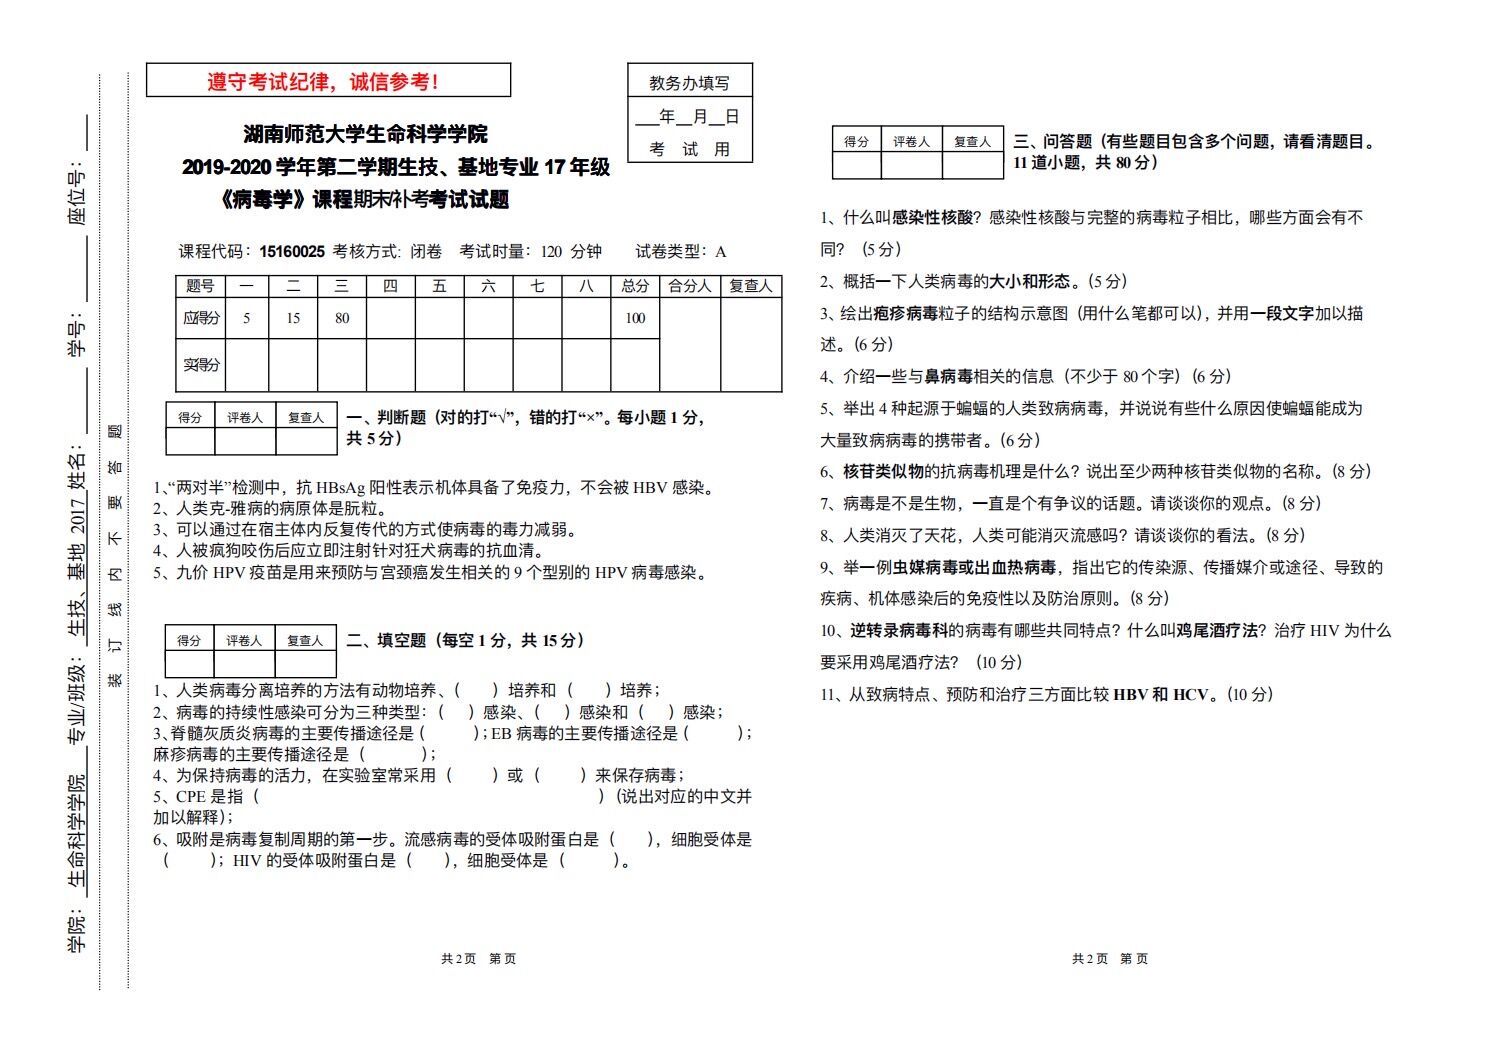 遵守考试纪律，诚信参考！
教务办填写
___年__月__日
考 试 用
湖南师范大学生命科学学院
2019-2020 学年第二学期生技、基地专业 17 年级
《病毒学》课程期末/补考考试试题
课程代码：15160025 考核方式: 闭卷 考试时量：120 分钟 试卷类型：A
题号 一 二 三 四 五 六 七 八 总分 合分人 复查人
应得分 5 15 80 100
实得分
得分 评卷人 复查人
一、判断题（对的打“√”，错的打“×”。每小题 1 分，
共 5 分）
1、“两对半”检测中，抗 HBsAg 阳性表示机体具备了免疫力，不会被 HBV 感染。
2、人类克-雅病的病原体是朊粒。
3、可以通过在宿主体内反复传代的方式使病毒的毒力减弱。
4、人被疯狗咬伤后应立即注射针对狂犬病毒的抗血清。
5、九价 HPV 疫苗是用来预防与宫颈癌发生相关的 9 个型别的 HPV 病毒感染。
得分 评卷人 复查人
二、填空题（每空 1 分，共 15 分）
1、人类病毒分离培养的方法有动物培养、（ ）培养和（ ）培养；
2、病毒的持续性感染可分为三种类型：（ ）感染、（ ）感染和（ ）感染；
3、脊髓灰质炎病毒的主要传播途径是（ ）；EB 病毒的主要传播途径是（ ）；
麻疹病毒的主要传播途径是（ ）；
4、为保持病毒的活力，在实验室常采用（ ）或（ ）来保存病毒；
5、CPE 是指（ ）（说出对应的中文并
加以解释）；
6、吸附是病毒复制周期的第一步。流感病毒的受体吸附蛋白是（ ），细胞受体是
（ ）；HIV 的受体吸附蛋白是（ ），细胞受体是（ ）。
共 2 页 第 页
得分 评卷人 复查人
三、问答题（有些题目包含多个问题，请看清题目。
11 道小题，共 80 分）
1、什么叫感染性核酸？感染性核酸与完整的病毒粒子相比，哪些方面会有不
同？（5 分）
2、概括一下人类病毒的大小和形态。（5 分）
3、绘出疱疹病毒粒子的结构示意图（用什么笔都可以），并用一段文字加以描
述。（6 分）
4、介绍一些与鼻病毒相关的信息（不少于 80 个字）（6 分）
5、举出 4 种起源于蝙蝠的人类致病病毒，并说说有些什么原因使蝙蝠能成为
大量致病病毒的携带者。（6 分）
6、核苷类似物的抗病毒机理是什么？说出至少两种核苷类似物的名称。（8 分）
7、病毒是不是生物，一直是个有争议的话题。请谈谈你的观点。（8 分）
8、人类消灭了天花，人类可能消灭流感吗？请谈谈你的看法。（8 分）
9、举一例虫媒病毒或出血热病毒，指出它的传染源、传播媒介或途径、导致的
疾病、机体感染后的免疫性以及防治原则。（8 分）
10、逆转录病毒科的病毒有哪些共同特点？什么叫鸡尾酒疗法？治疗 HIV 为什么
要采用鸡尾酒疗法？（10 分）
11、从致病特点、预防和治疗三方面比较 HBV 和 HCV。（10 分）
共 2 页 第 页
学院： 生命科学学院 专业/班级： 生技、基地 2017 姓名： 学号： 座位号：
装 订 线 内 不 要 答 题